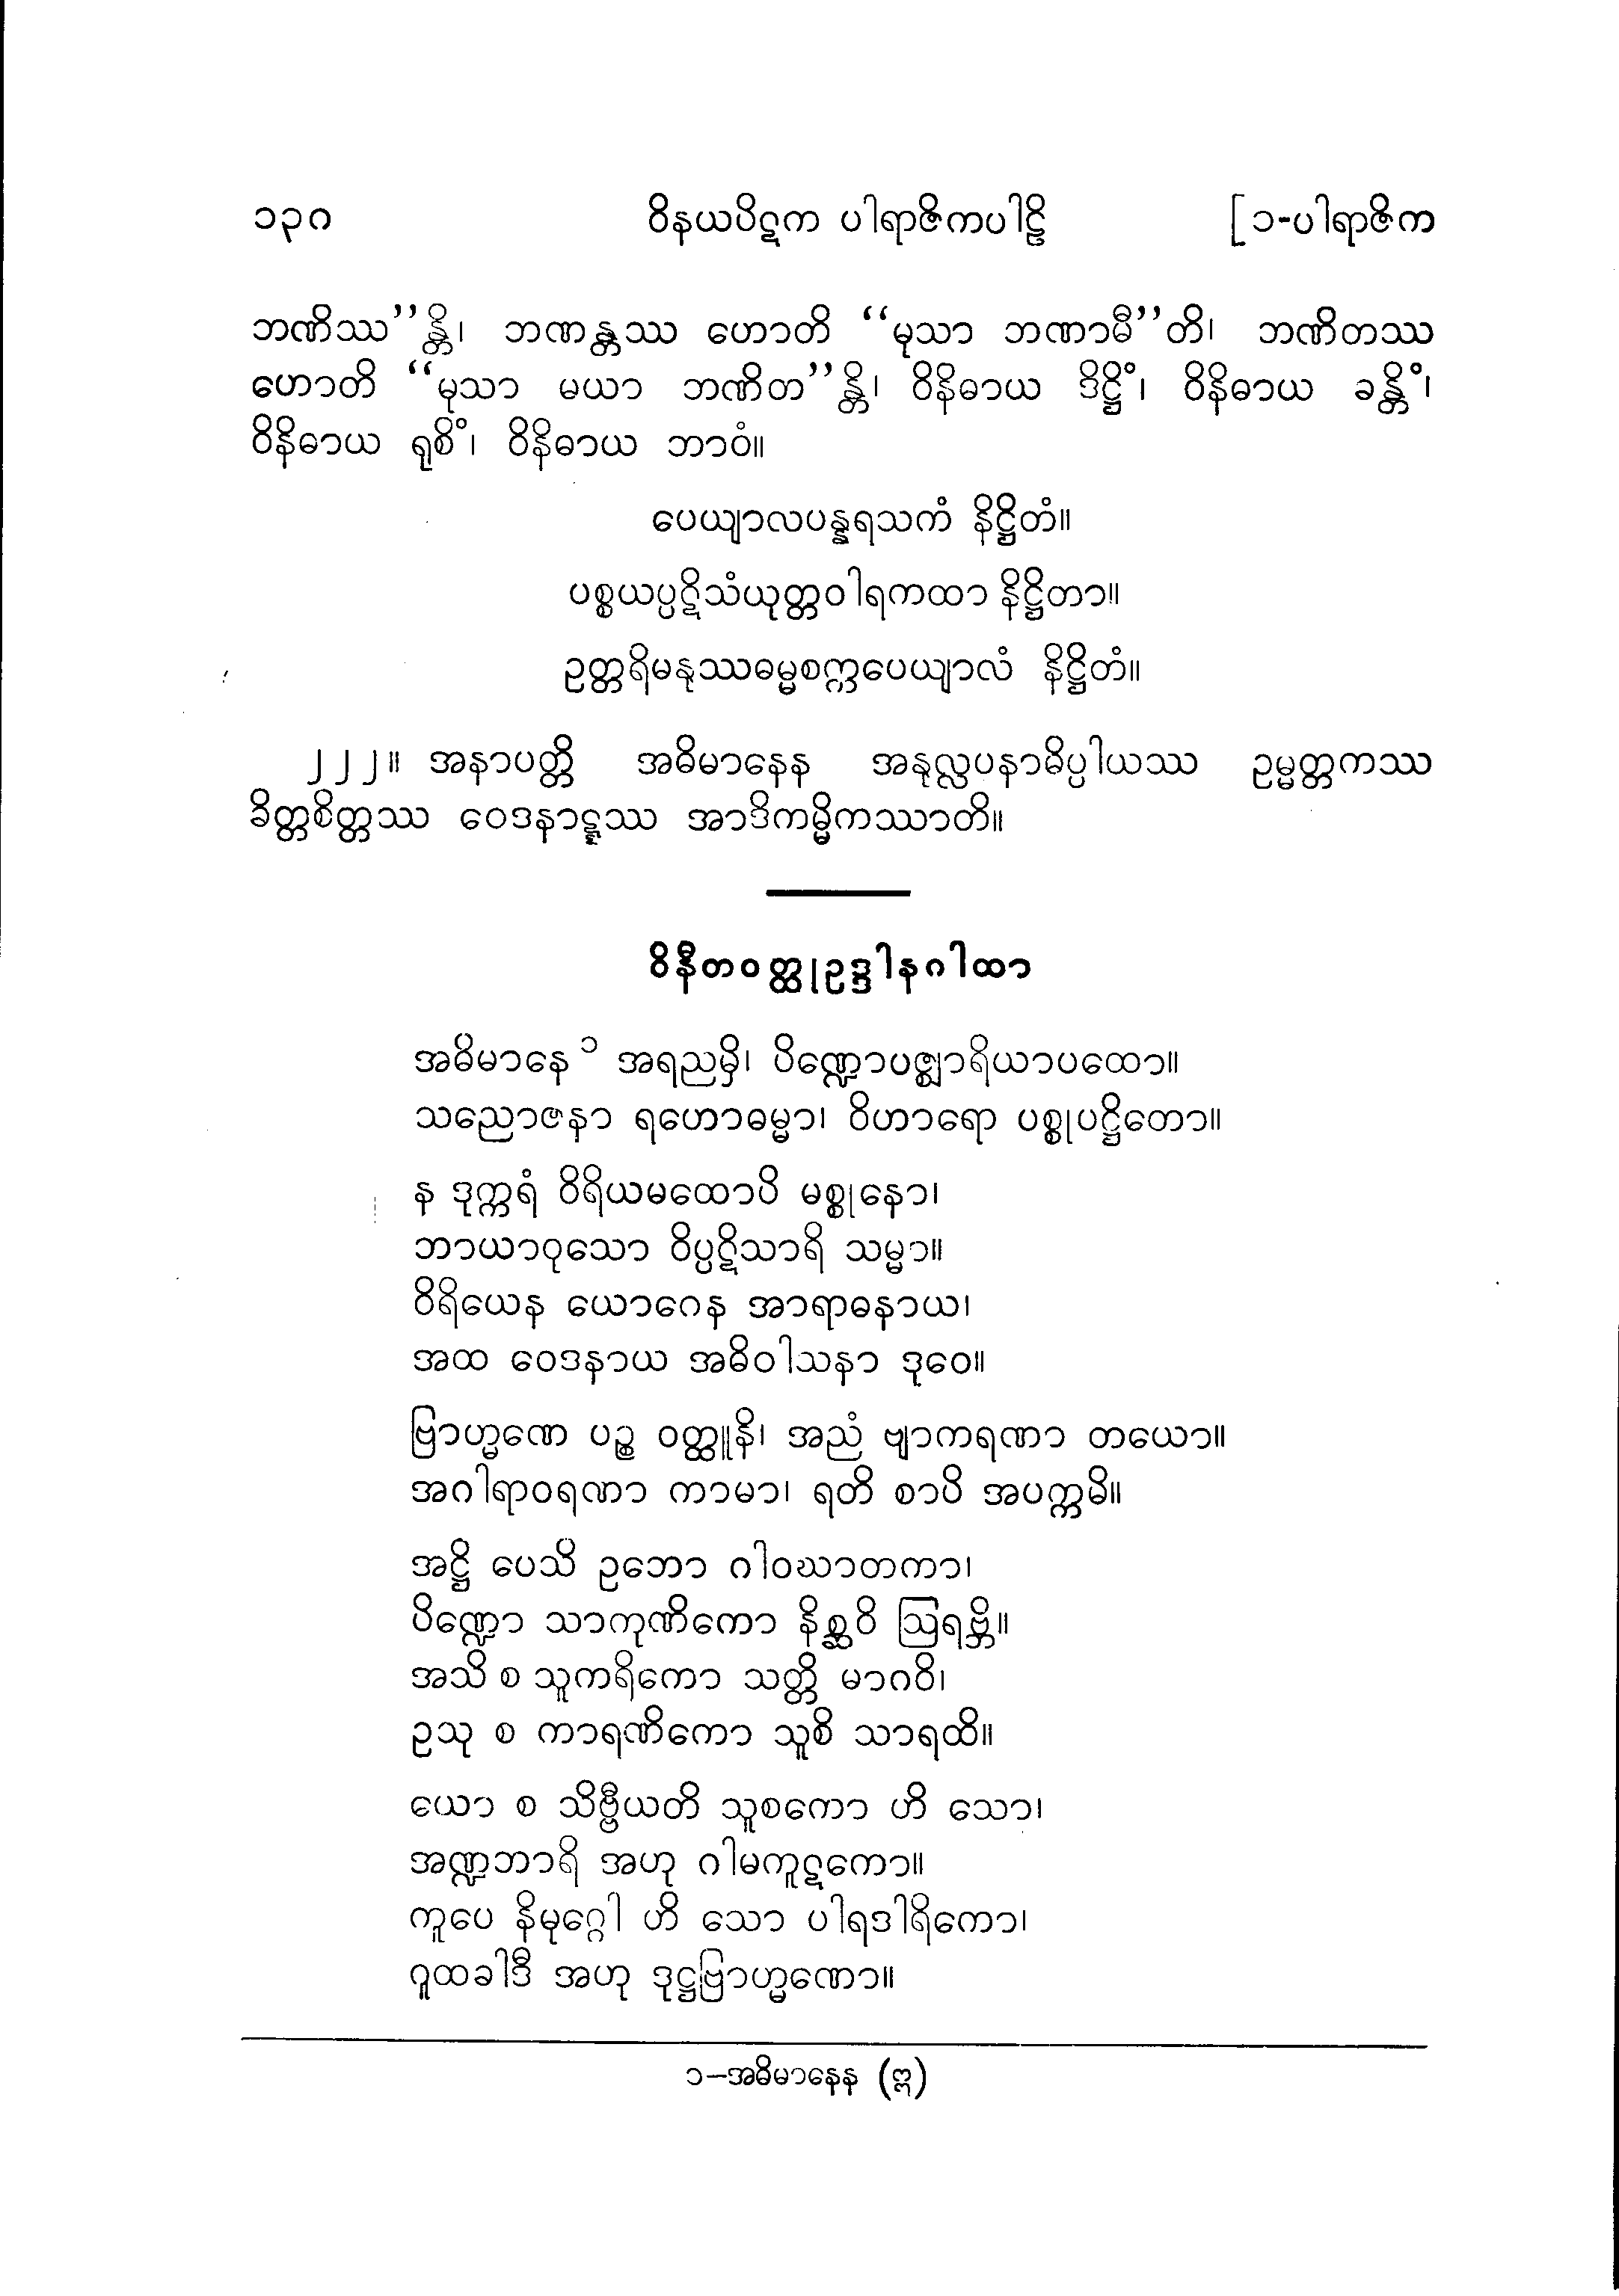 ၁၃ဂ ဝိနယပိဋက ပါရာဇိကပါဠိ [၁-ပါရာဇိက
ဘဏိဿ’’န္တိ၊ ဘဏန္တဿ ဟောတိ ‘‘မုသာ ဘဏာမီ’’တိ၊ ဘဏိတဿ
ဟောတိ ‘‘မုသာ မယာ ဘဏိတ’’န္တိ၊ ဝိနိဓာယ ဒိဋ္ဌိံ၊ ဝိနိဓာယ ခန္တိံ၊
ဝိနိဓာယ ရုစိံ၊ ဝိနိဓာယ ဘာဝံ။
ပေယျာလပန္နရသကံ နိဋ္ဌိတံ။
ပစ္စယပ္ပဋိသံယုတ္တဝါရကထာ နိဋ္ဌိတာ။
ဥတ္တရိမနုဿဓမ္မစက္ကပေယျာလံ နိဋ္ဌိတံ။
၂၂၂။ အနာပတ္တိ အဓိမာနေန အနုလ္လပနာဓိပ္ပါယဿ ဥမ္မတ္တကဿ
ခိတ္တစိတ္တဿ ဝေဒနာဋ္ဋဿ အာဒိကမ္မိကဿာတိ။
ဝိနီတဝတ္ထုဥဒ္ဒါနဂါထာ
အဓိမာနေ ၁ အရညမှိ၊ ပိဏ္ဍောပဇ္ဈာရိယာပထော။
သညောဇနာ ရဟောဓမ္မာ၊ ဝိဟာရော ပစ္စုပဋ္ဌိတော။
န ဒုက္ကရံ ဝိရိယမထောပိ မစ္စုနော၊
ဘာယာဝုသော ဝိပ္ပဋိသာရိ သမ္မာ။
ဝိရိယေန ယောဂေန အာရာဓနာယ၊
အထ ဝေဒနာယ အဓိဝါသနာ ဒုဝေ။
ဗြာဟ္မဏေ ပဉ္စ ဝတ္ထူနိ၊ အညံ ဗျာကရဏာ တယော။
အဂါရာဝရဏာ ကာမာ၊ ရတိ စာပိ အပက္ကမိ။
အဋ္ဌိ ပေသိ ဥဘော ဂါဝဃာတကာ၊
ပိဏ္ဍော သာကုဏိကော နိစ္ဆဝိ ဩရဗ္ဘိ။
အသိ စ သူကရိကော သတ္တိ မာဂဝိ၊
ဥသု စ ကာရဏိကော သူစိ သာရထိ။
ယော စ သိဗ္ဗီယတိ သူစကော ဟိ သော၊
အဏ္ဍဘာရိ အဟု ဂါမကူဋကော။
ကူပေ နိမုဂ္ဂေါ ဟိ သော ပါရဒါရိကော၊
ဂူထခါဒီ အဟု ဒုဋ္ဌဗြာဟ္မဏော။
၁–အဓိမာနေန (ဣ)